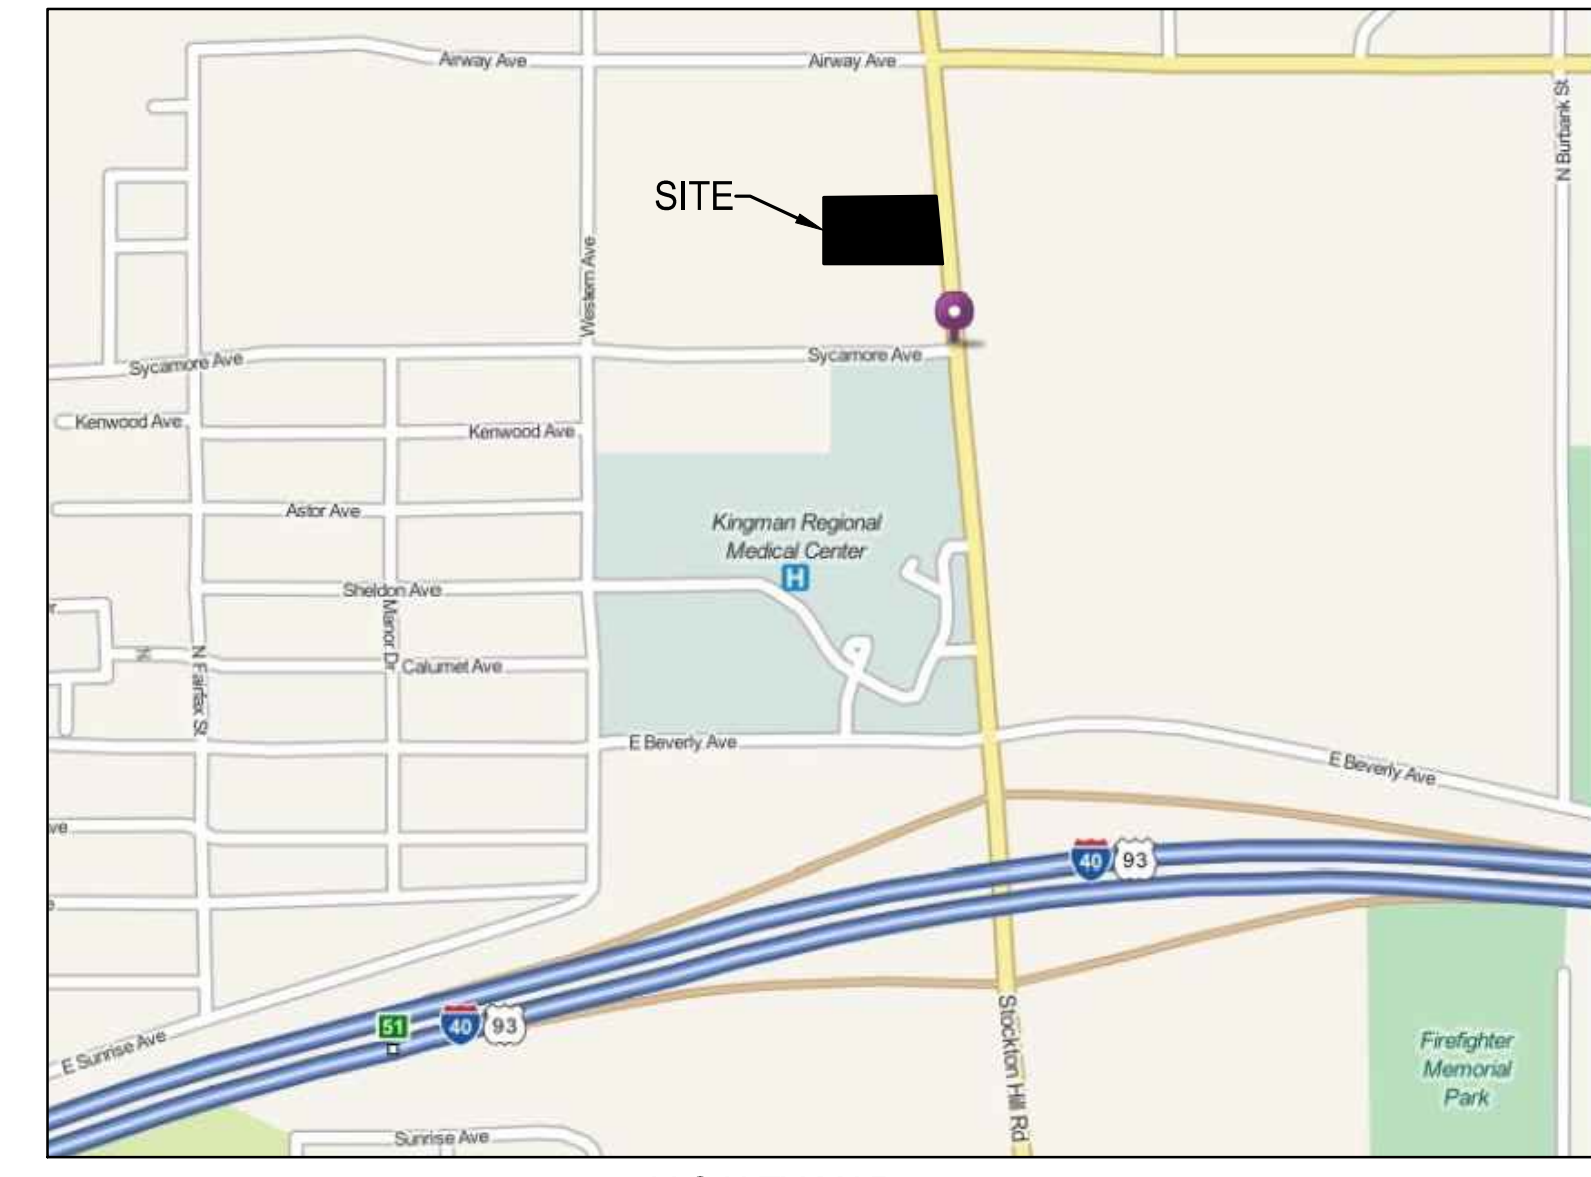 Airway Ave
Airway Ave
N Burbank St
SITE
Western Ave
Sycamore Ave
Sycamore Ave
Kenwood Ave
Kenwood Ave
Astor Ave
Kingman Regional
Medical Center
H
Sheldon Ave
Manor Dr
r
N
N Fairfax St
Calumet Ave
E Beverly Ave
E Beverly Ave
ve
40
93
e
51
40
93
E Sunrise Ave
Stockton Hill Rd
Firefighter
Memorial
Park
Sunrise Ave